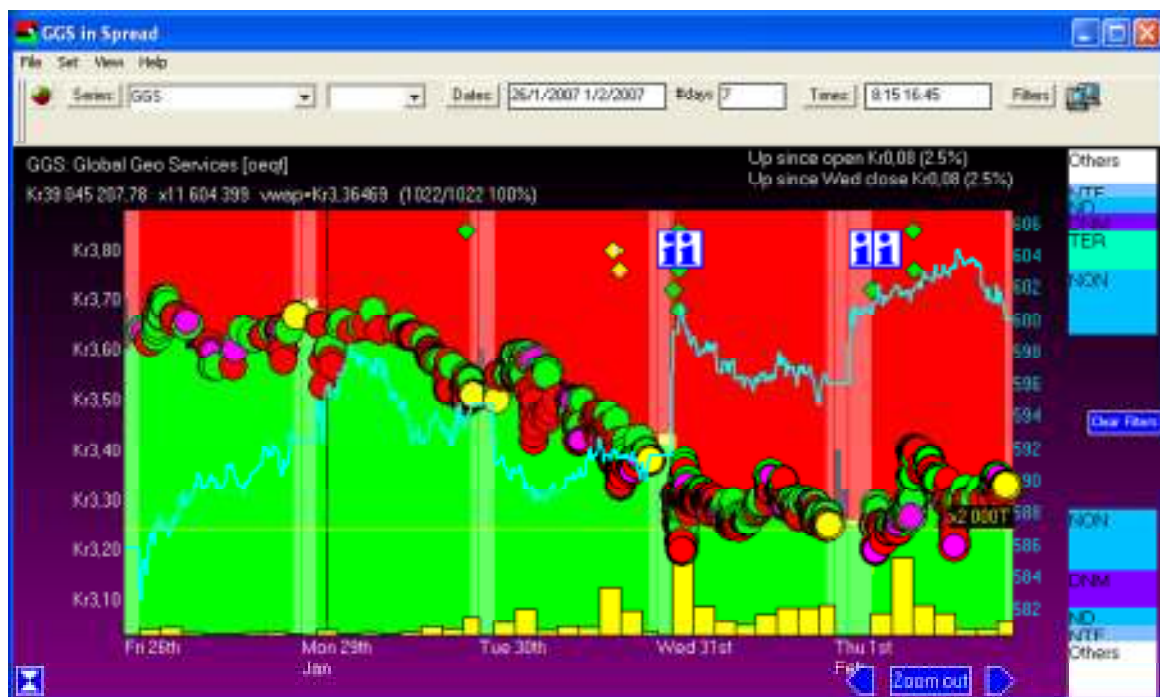 GGS in Spread
File Set View Help
Series: GGS Dates: 26/1/2007 1/2/2007 #days 7 Times: 8:15 16:45 Filters
GGS: Global Geo Services [oeqf]
Up since open Kr0,08 (2.5%)
Up since Wed close Kr0,08 (2.5%)
Kr39 045 207.78 x11 604 399 vwap=Kr3,36469 (1022/1022 100%)
Others
NTF
ND
DNM
TER
NON
Kr3,80
Kr3,70
Kr3,60
Kr3,50
Kr3,40
Kr3,30
Kr3,20
Kr3,10
606
604
602
600
598
596
594
592
590
588
586
584
582
x2 000T
Clear Filters
NON
DNM
ND
NTF
Others
Fri 26th Mon 29th Tue 30th Wed 31st Thu 1st
Jan Feb
Zoom out